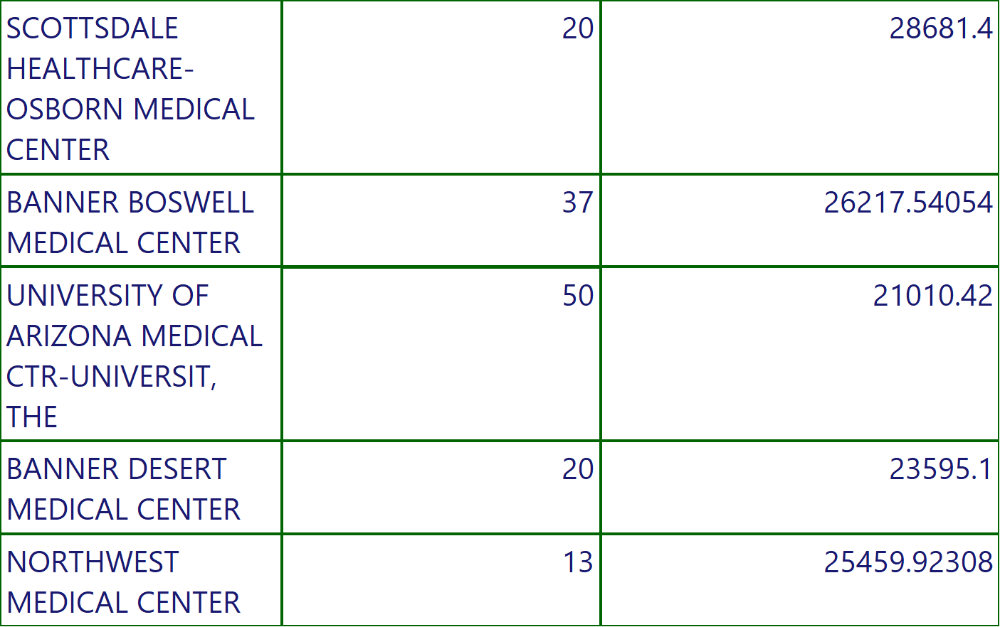 SCOTTSDALE 20 28681.4
HEALTHCARE-
OSBORN MEDICAL
CENTER
BANNER BOSWELL 37 26217.54054
MEDICAL CENTER
UNIVERSITY OF 50 21010.42
ARIZONA MEDICAL
CTR-UNIVERSIT,
THE
BANNER DESERT 20 23595.1
MEDICAL CENTER
NORTHWEST 13 25459.92308
MEDICAL CENTER